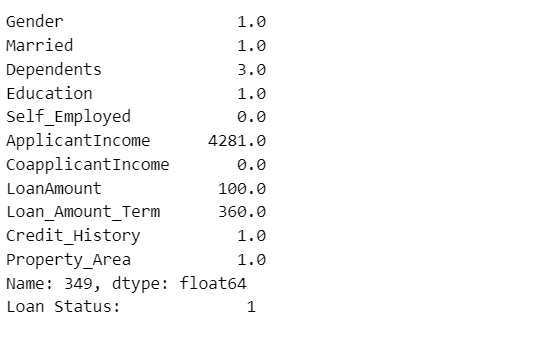 Gender 1.0
Married 1.0
Dependents 3.0
Education 1.0
Self_Employed 0.0
ApplicantIncome 4281.0
CoapplicantIncome 0.0
LoanAmount 100.0
Loan_Amount_Term 360.0
Credit_History 1.0
Property_Area 1.0
Name: 349, dtype: float64
Loan Status: 1